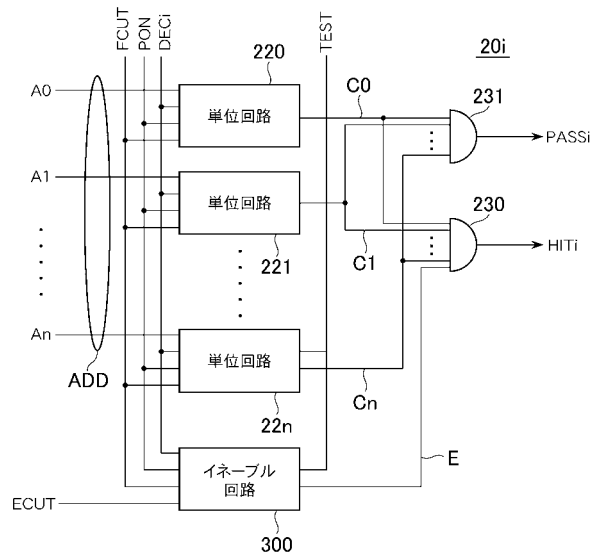 FCUT
PON
DECi
TEST
20i
220
A0
単位回路
C0
231
PASSi
A1
単位回路
221
230
HITi
C1
An
単位回路
ADD
22n
Cn
イネーブル
回路
E
ECUT
300